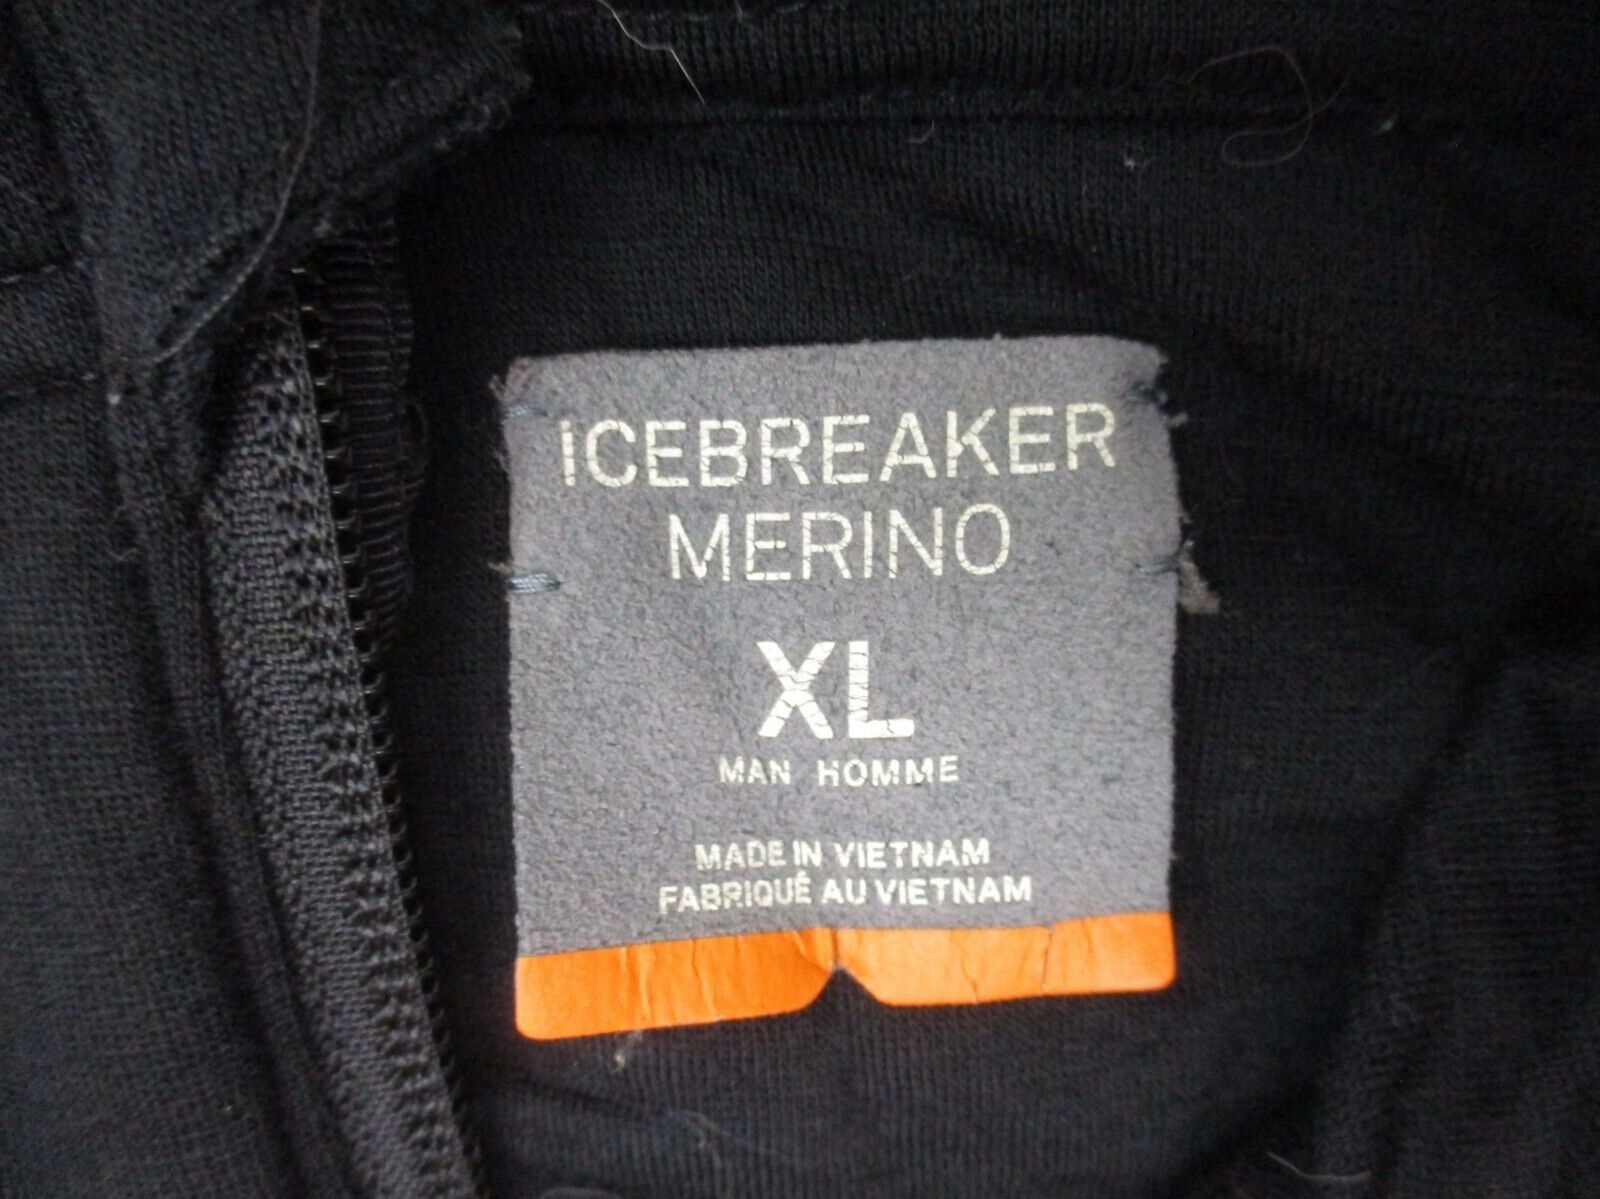 ICEBREAKER
MERINO
XL
MAN HOMME
MADE IN VIETNAM
FABRIQUÉ AU VIETNAM